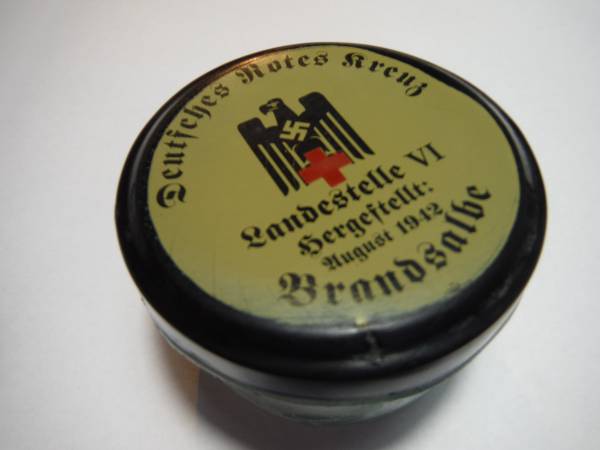 Deutſches Rotes Kreuz
Landestelle VI
Hergeſtellt:
August 1942
Brandsalbe